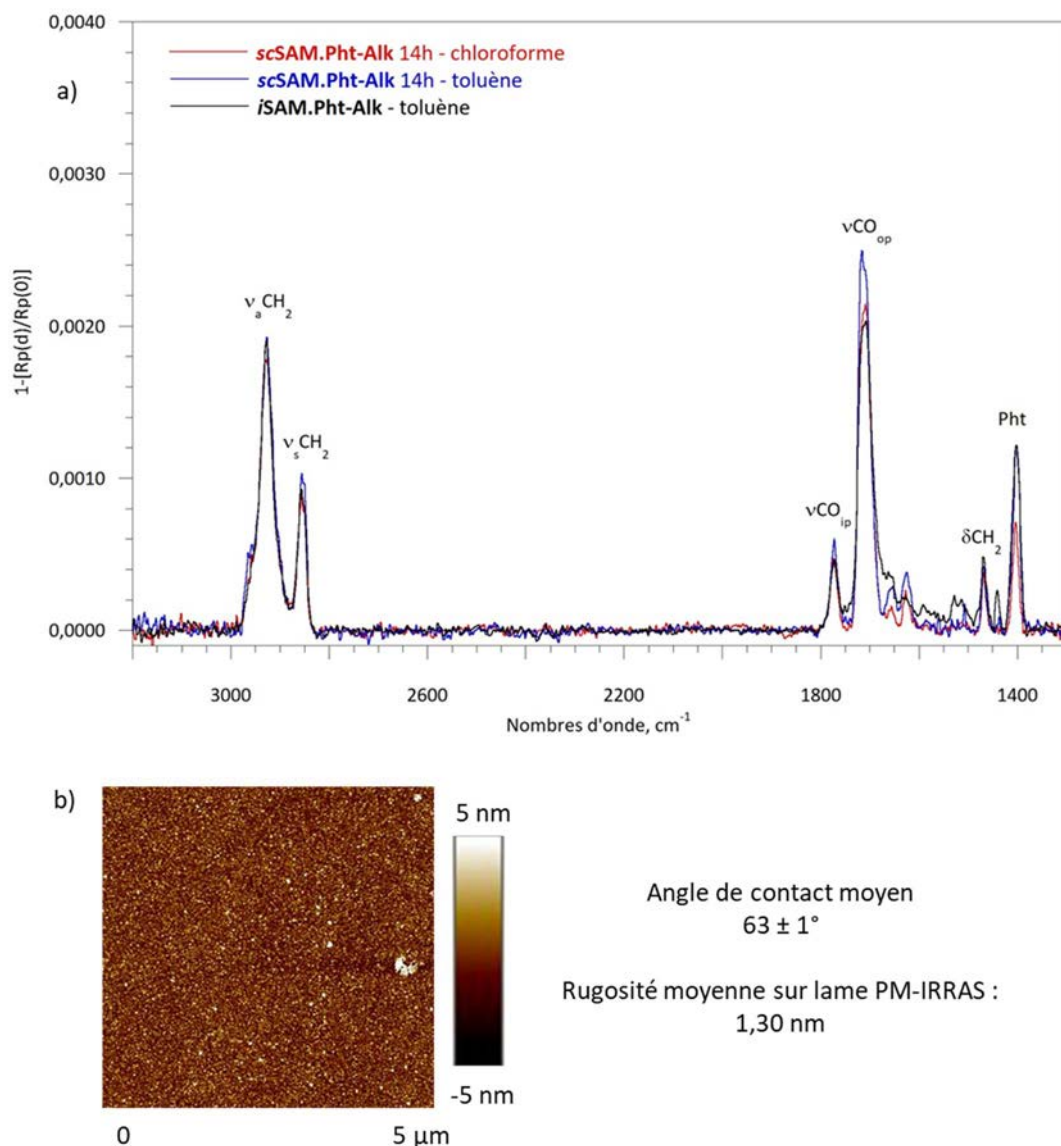 0,0040
scSAM.Pht-Alk 14h - chloroforme
a)
scSAM.Pht-Alk 14h - toluène
iSAM.Pht-Alk - toluène
0,0030
νCOop
1-[Rp(d)/Rp(0)]
νaCH2
0,0020
νsCH2
Pht
0,0010
νCOip
δCH2
0,0000
3000
2600
2200
1800
1400
Nombres d'onde, cm-1
b)
5 nm
Angle de contact moyen
63 ± 1°
Rugosité moyenne sur lame PM-IRRAS :
1,30 nm
-5 nm
0
5 μm